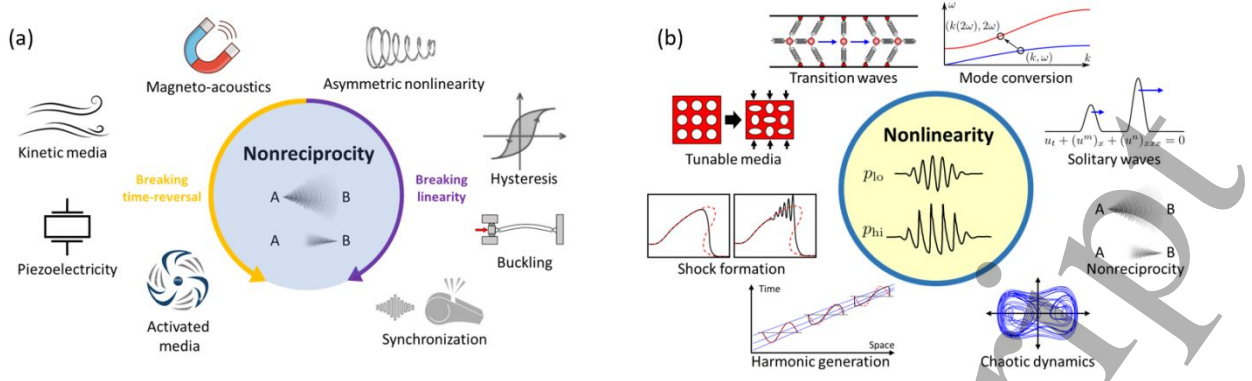 (a)
Magneto-acoustics
Asymmetric nonlinearity
Kinetic media
Nonreciprocity
Hysteresis
Breaking
time-reversal
Breaking
linearity
A
B
A
B
Piezoelectricity
Buckling
Activated
media
Synchronization
(b)
Transition waves
ω
(k(2ω), 2ω)
(k, ω)
k
Mode conversion
Tunable media
Nonlinearity
u_t + (u^m)_x + (u^n)_xxx = 0
Solitary waves
p_lo
p_hi
A
B
A
B
Nonreciprocity
Shock formation
Time
Space
Harmonic generation
Chaotic dynamics
ript